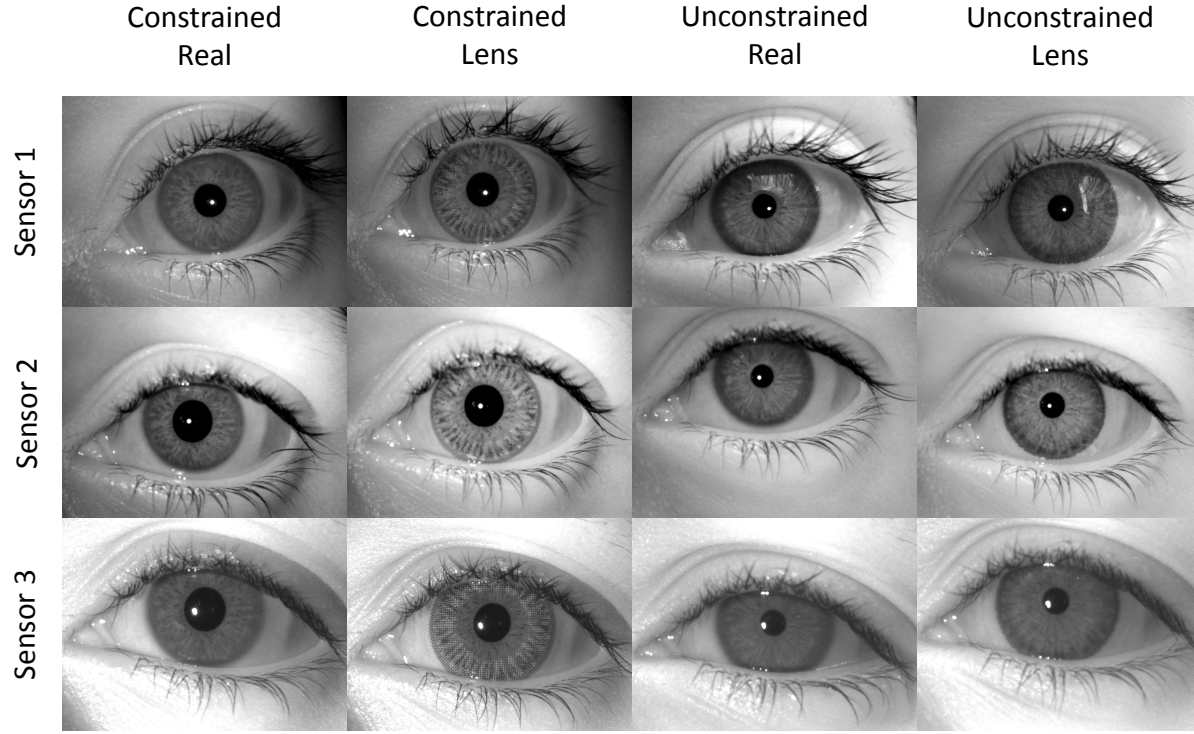 Constrained
Real
Constrained
Lens
Unconstrained
Real
Unconstrained
Lens
Sensor 1
Sensor 2
Sensor 3